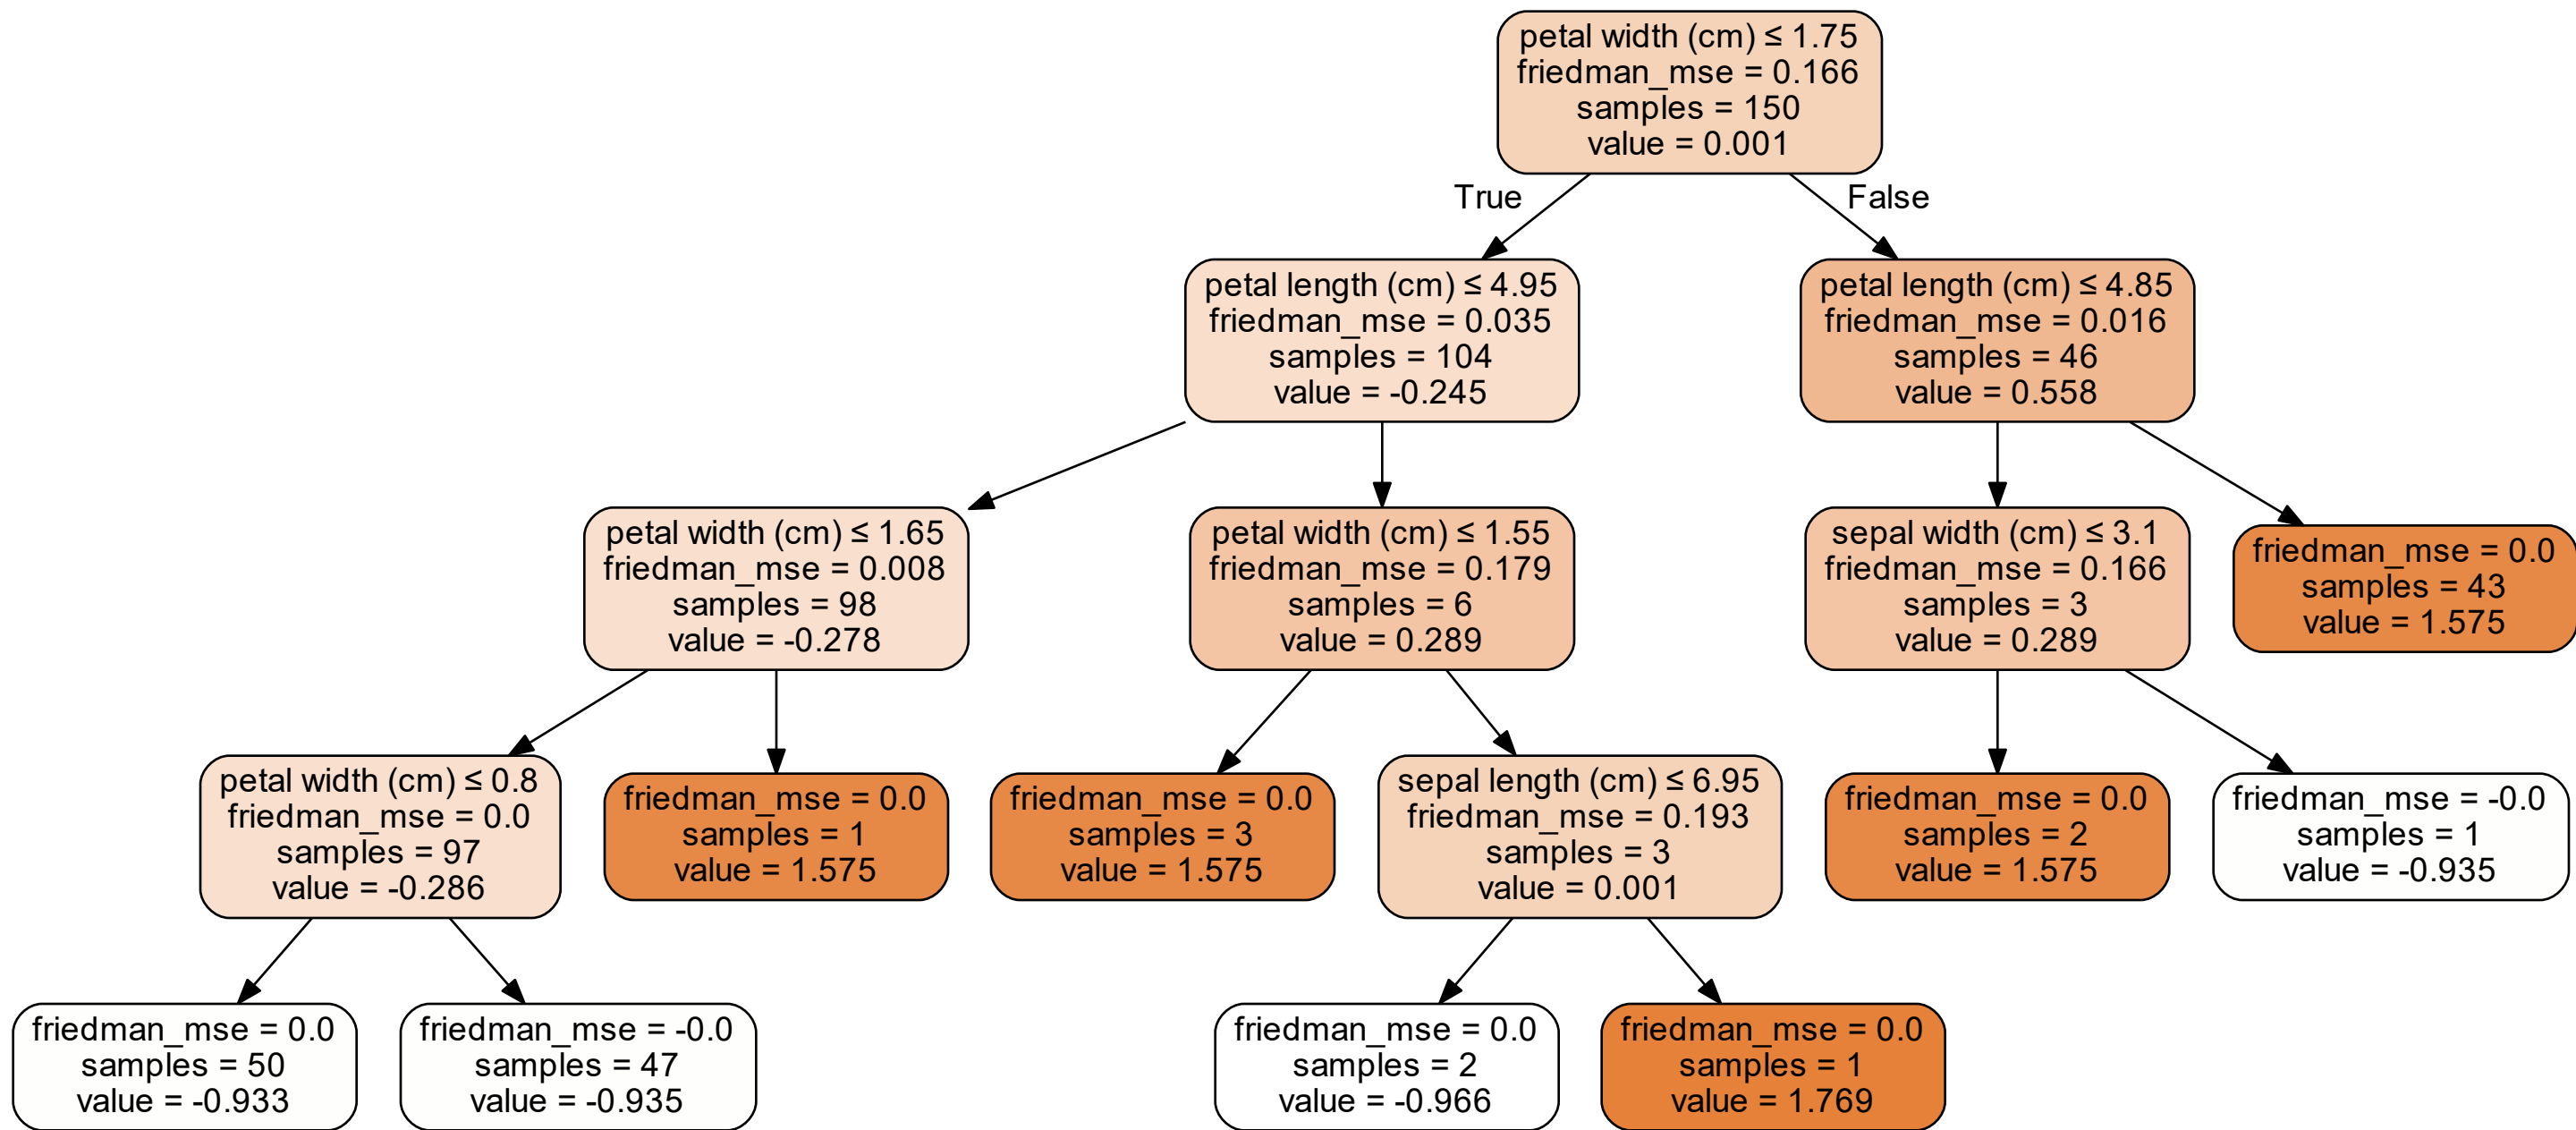 petal width (cm) ≤ 1.75
friedman_mse = 0.166
samples = 150
value = 0.001
True
False
petal length (cm) ≤ 4.95
friedman_mse = 0.035
samples = 104
value = -0.245
petal length (cm) ≤ 4.85
friedman_mse = 0.016
samples = 46
value = 0.558
petal width (cm) ≤ 1.65
friedman_mse = 0.008
samples = 98
value = -0.278
petal width (cm) ≤ 1.55
friedman_mse = 0.179
samples = 6
value = 0.289
sepal width (cm) ≤ 3.1
friedman_mse = 0.166
samples = 3
value = 0.289
friedman_mse = 0.0
samples = 43
value = 1.575
petal width (cm) ≤ 0.8
friedman_mse = 0.0
samples = 97
value = -0.286
friedman_mse = 0.0
samples = 1
value = 1.575
friedman_mse = 0.0
samples = 3
value = 1.575
sepal length (cm) ≤ 6.95
friedman_mse = 0.193
samples = 3
value = 0.001
friedman_mse = 0.0
samples = 2
value = 1.575
friedman_mse = -0.0
samples = 1
value = -0.935
friedman_mse = 0.0
samples = 50
value = -0.933
friedman_mse = -0.0
samples = 47
value = -0.935
friedman_mse = 0.0
samples = 2
value = -0.966
friedman_mse = 0.0
samples = 1
value = 1.769